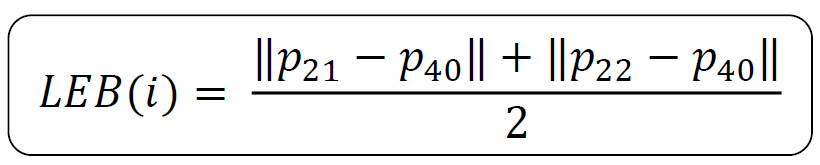 LEB(i) = (‖p₂₁ − p₄₀‖ + ‖p₂₂ − p₄₀‖) / 2